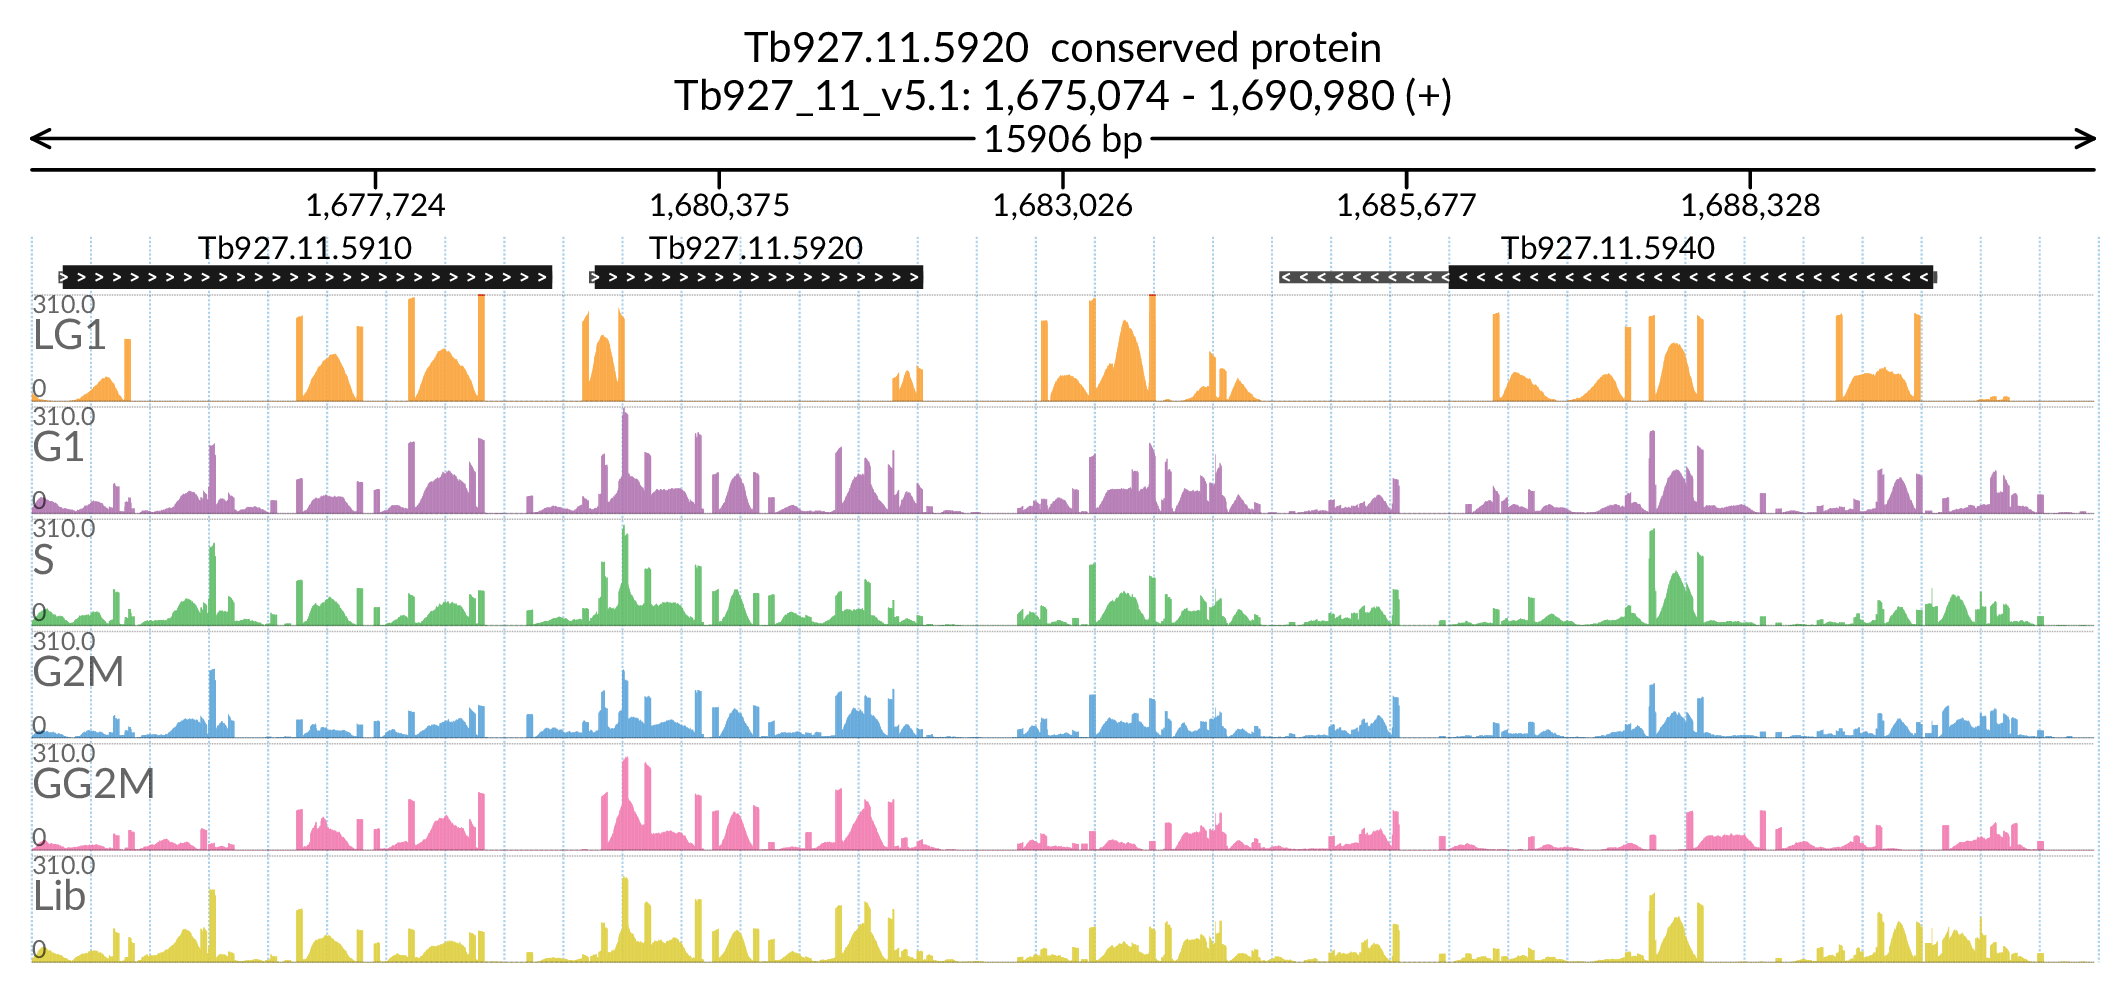 Tb927.11.5920  conserved protein
Tb927_11_v5.1: 1,675,074 - 1,690,980 (+)
15906 bp
1,677,724 1,680,375 1,683,026 1,685,677 1,688,328
Tb927.11.5910 Tb927.11.5920 Tb927.11.5940
310.0
LG1
0
310.0
G1
0
310.0
S
0
310.0
G2M
0
310.0
GG2M
0
310.0
Lib
0